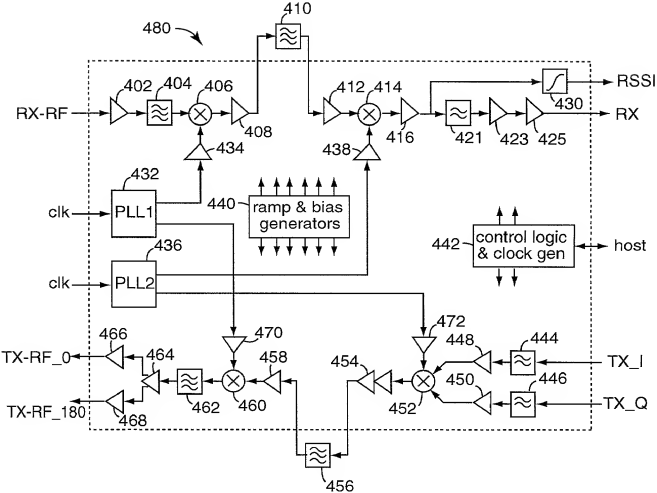 410
480
402
404
406
412
414
RSSI
430
RX-RF
RX
408
416
421
423
425
434
438
432
clk
PLL1
440
ramp & bias
generators
436
442
control logic
& clock gen
host
clk
PLL2
470
472
466
448
444
TX-RF_0
464
458
454
TX_I
450
446
TX-RF_180
468
462
460
452
TX_Q
456